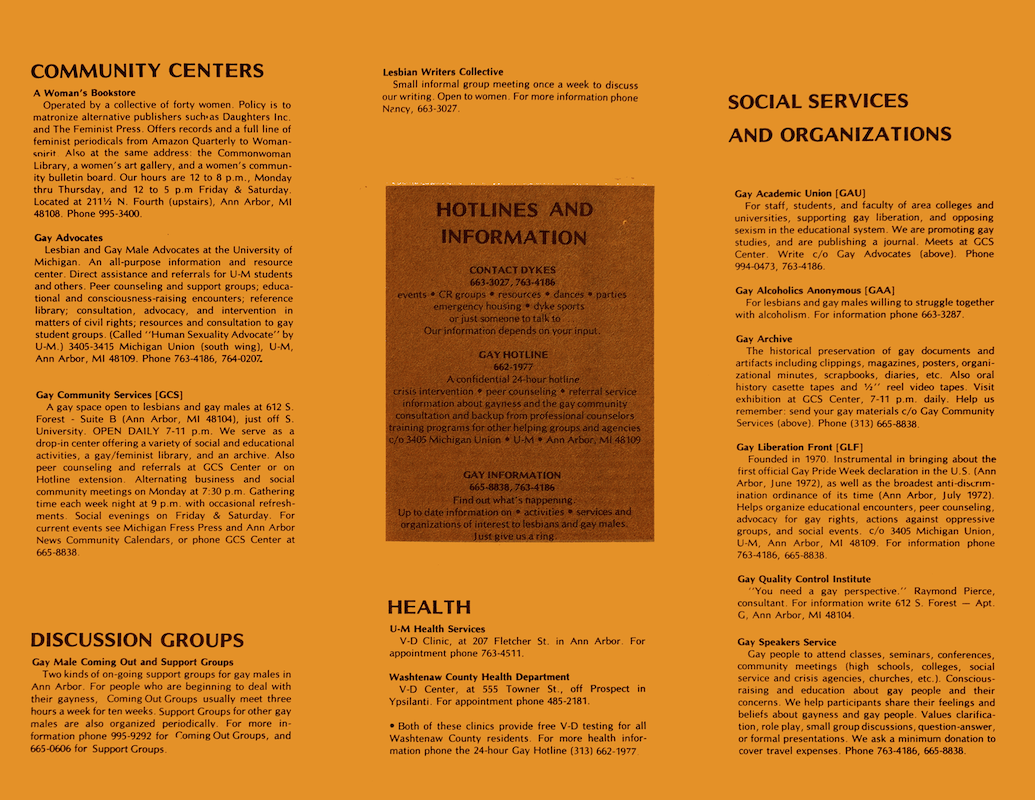 COMMUNITY CENTERS
A Woman's Bookstore
Operated by a collective of forty women. Policy is to
matronize alternative publishers such as Daughters Inc.
and The Feminist Press. Offers records and a full line of
feminist periodicals from Amazon Quarterly to Woman-
spirit Also at the same address: the Commonwoman
Library, a women's art gallery, and a women's commun-
ity bulletin board. Our hours are 12 to 8 p.m., Monday
thru Thursday, and 12 to 5 p.m Friday & Saturday.
Located at 211½ N. Fourth (upstairs), Ann Arbor, MI
48108. Phone 995-3400.
Gay Advocates
Lesbian and Gay Male Advocates at the University of
Michigan. An all-purpose information and resource
center. Direct assistance and referrals for U-M students
and others. Peer counseling and support groups; educa-
tional and consciousness-raising encounters; reference
library; consultation, advocacy, and intervention in
matters of civil rights; resources and consultation to gay
student groups. (Called "Human Sexuality Advocate" by
U-M.) 3405-3415 Michigan Union (south wing), U-M,
Ann Arbor, MI 48109. Phone 763-4186, 764-0207.
Gay Community Services [GCS]
A gay space open to lesbians and gay males at 612 S.
Forest - Suite B (Ann Arbor, MI 48104), just off S.
University. OPEN DAILY 7-11 p.m. We serve as a
drop-in center offering a variety of social and educational
activities, a gay/feminist library, and an archive. Also
peer counseling and referrals at GCS Center or on
Hotline extension. Alternating business and social
community meetings on Monday at 7:30 p.m. Gathering
time each week night at 9 p.m. with occasional refresh-
ments. Social evenings on Friday & Saturday. For
current events see Michigan Fress Press and Ann Arbor
News Community Calendars, or phone GCS Center at
665-8838.
DISCUSSION GROUPS
Gay Male Coming Out and Support Groups
Two kinds of on-going support groups for gay males in
Ann Arbor. For people who are beginning to deal with
their gayness, Coming Out Groups usually meet three
hours a week for ten weeks. Support Groups for other gay
males are also organized periodically. For more in-
formation phone 995-9292 for Coming Out Groups, and
665-0606 for Support Groups.
Lesbian Writers Collective
Small informal group meeting once a week to discuss
our writing. Open to women. For more information phone
Nancy, 663-3027.
HOTLINES AND
INFORMATION
CONTACT DYKES
663-3027, 763-4186
events • CR groups • resources • dances • parties
emergency housing • dyke sports
or just someone to talk to
Our information depends on your input.
GAY HOTLINE
662-1977
A confidential 24-hour hotline
crisis intervention • peer counseling • referral service
information about gayness and the gay community
consultation and backup from professional counselors
training programs for other helping groups and agencies
c/o 3405 Michigan Union • U-M • Ann Arbor, MI 48109
GAY INFORMATION
665-8838, 763-4186
Find out what's happening.
Up to date information on • activities • services and
organizations of interest to lesbians and gay males.
Just give us a ring.
HEALTH
U-M Health Services
V-D Clinic, at 207 Fletcher St. in Ann Arbor. For
appointment phone 763-4511.
Washtenaw County Health Department
V-D Center, at 555 Towner St., off Prospect in
Ypsilanti. For appointment phone 485-2181.
• Both of these clinics provide free V-D testing for all
Washtenaw County residents. For more health infor-
mation phone the 24-hour Gay Hotline (313) 662-1977
SOCIAL SERVICES
AND ORGANIZATIONS
Gay Academic Union [GAU]
For staff, students, and faculty of area colleges and
universities, supporting gay liberation, and opposing
sexism in the educational system. We are promoting gay
studies, and are publishing a journal. Meets at GCS
Center. Write c/o Gay Advocates (above). Phone
994-0473, 763-4186.
Gay Alcoholics Anonymous [GAA]
For lesbians and gay males willing to struggle together
with alcoholism. For information phone 663-3287.
Gay Archive
The historical preservation of gay documents and
artifacts including clippings, magazines, posters, organi-
zational minutes, scrapbooks, diaries, etc. Also oral
history casette tapes and ½" reel video tapes. Visit
exhibition at GCS Center, 7-11 p.m. daily. Help us
remember: send your gay materials c/o Gay Community
Services (above). Phone (313) 665-8838.
Gay Liberation Front [GLF]
Founded in 1970. Instrumental in bringing about the
first official Gay Pride Week declaration in the U.S. (Ann
Arbor, June 1972), as well as the broadest anti-discrim-
ination ordinance of its time (Ann Arbor, July 1972).
Helps organize educational encounters, peer counseling,
advocacy for gay rights, actions against oppressive
groups, and social events. c/o 3405 Michigan Union,
U-M, Ann Arbor, MI 48109. For information phone
763-4186, 665-8838.
Gay Quality Control Institute
"You need a gay perspective." Raymond Pierce,
consultant. For information write 612 S. Forest — Apt.
G, Ann Arbor, MI 48104.
Gay Speakers Service
Gay people to attend classes, seminars, conferences,
community meetings (high schools, colleges, social
service and crisis agencies, churches, etc.). Conscious-
raising and education about gay people and their
concerns. We help participants share their feelings and
beliefs about gayness and gay people. Values clarifica-
tion, role play, small group discussions, question-answer,
or formal presentations. We ask a minimum donation to
cover travel expenses. Phone 763-4186, 665-8838.